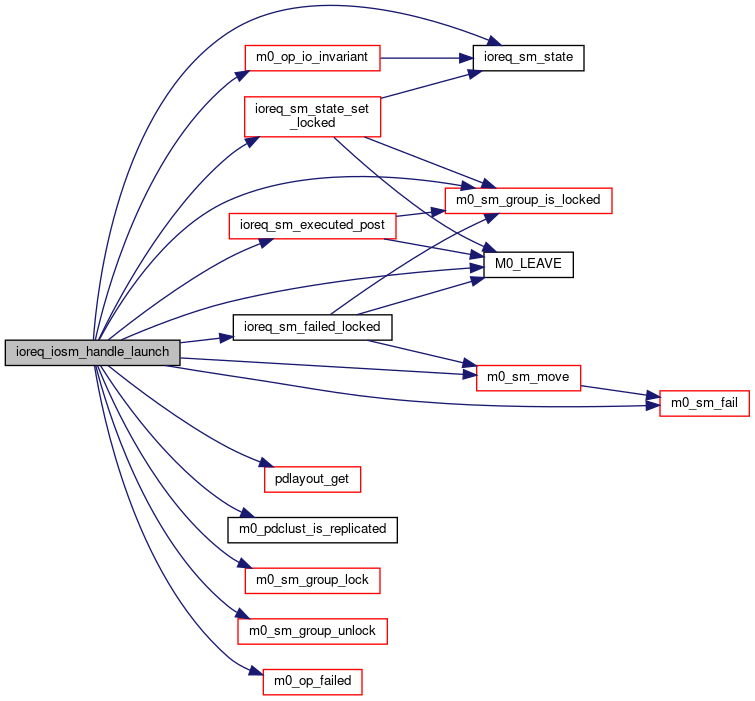 ioreq_sm_state
m0_op_io_invariant
ioreq_sm_state_set
_locked
m0_sm_group_is_locked
ioreq_sm_executed_post
M0_LEAVE
ioreq_sm_failed_locked
ioreq_iosm_handle_launch
m0_sm_move
m0_sm_fail
pdlayout_get
m0_pdclust_is_replicated
m0_sm_group_lock
m0_sm_group_unlock
m0_op_failed